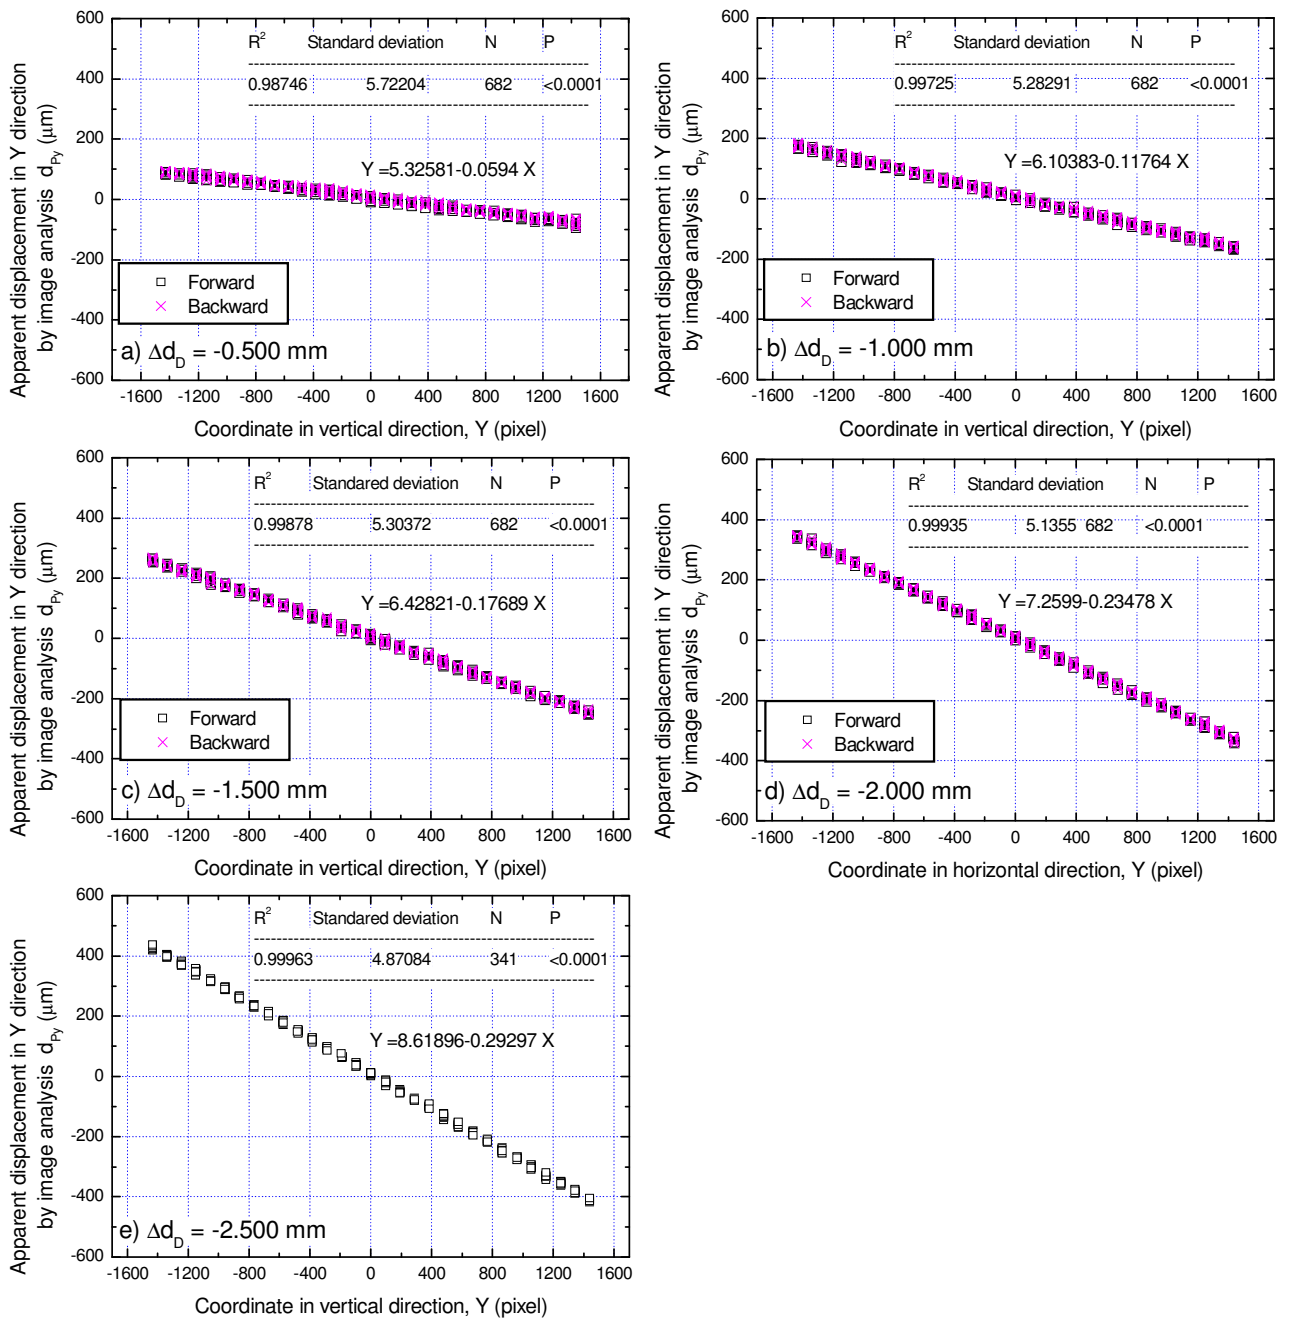 Apparent displacement in Y direction
by image analysis d_Py (μm)
600
400
200
0
-200
-400
-600
R² Standard deviation N P
0.98746 5.72204 682 <0.0001
Y =5.32581-0.0594 X
Forward
Backward
a) Δd_D = -0.500 mm
-1600 -1200 -800 -400 0 400 800 1200 1600
Coordinate in vertical direction, Y (pixel)
Apparent displacement in Y direction
by image analysis d_Py (μm)
600
400
200
0
-200
-400
-600
R² Standard deviation N P
0.99725 5.28291 682 <0.0001
Y =6.10383-0.11764 X
Forward
Backward
b) Δd_D = -1.000 mm
-1600 -1200 -800 -400 0 400 800 1200 1600
Coordinate in vertical direction, Y (pixel)
Apparent displacement in Y direction
by image analysis d_Py (μm)
600
400
200
0
-200
-400
-600
R² Standared deviation N P
0.99878 5.30372 682 <0.0001
Y =6.42821-0.17689 X
Forward
Backward
c) Δd_D = -1.500 mm
-1600 -1200 -800 -400 0 400 800 1200 1600
Coordinate in vertical direction, Y (pixel)
Apparent displacement in Y direction
by image analysis d_Py (μm)
600
400
200
0
-200
-400
-600
R² Standard deviation N P
0.99935 5.1355 682 <0.0001
Y =7.2599-0.23478 X
Forward
Backward
d) Δd_D = -2.000 mm
-1600 -1200 -800 -400 0 400 800 1200 1600
Coordinate in horizontal direction, Y (pixel)
Apparent displacement in Y direction
by image analysis d_Py (μm)
600
400
200
0
-200
-400
-600
R² Standared deviation N P
0.99963 4.87084 341 <0.0001
Y =8.61896-0.29297 X
e) Δd_D = -2.500 mm
-1600 -1200 -800 -400 0 400 800 1200 1600
Coordinate in vertical direction, Y (pixel)